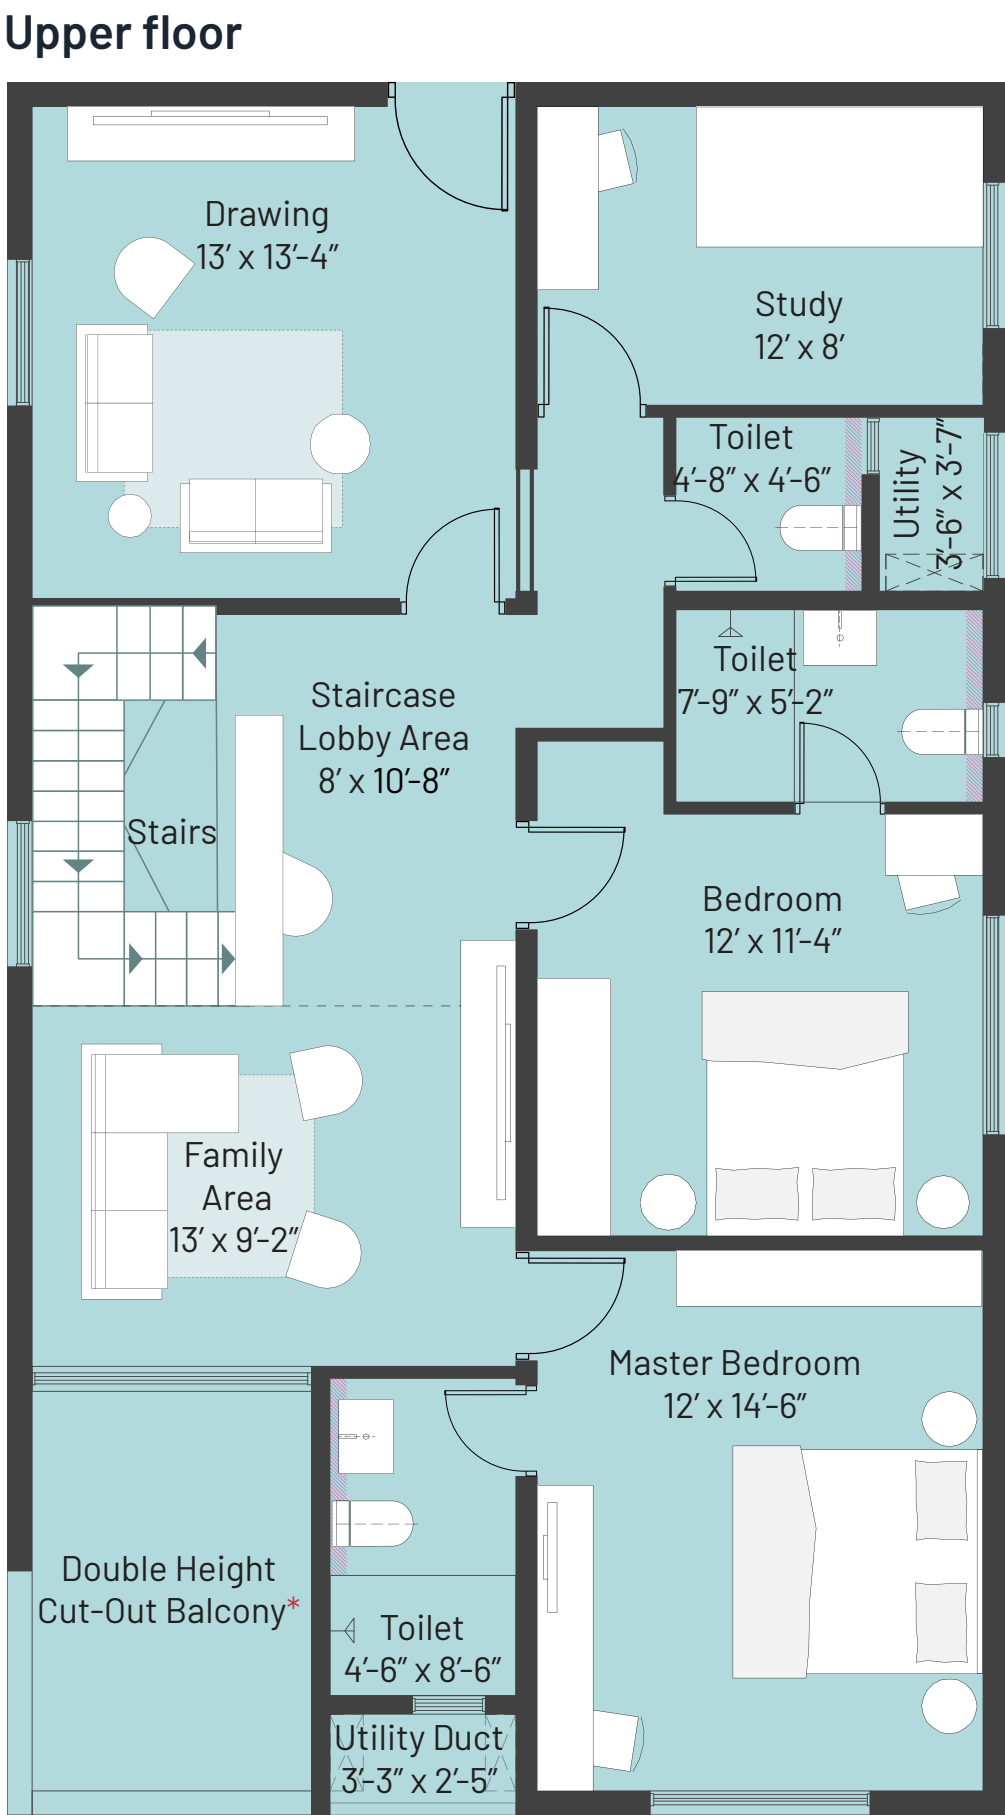 Upper floor
Drawing
13' x 13'-4"
Study
12' x 8'
Toilet
4'-8" x 4'-6"
Utility
3'-6" x 3'-7"
Toilet
7'-9" x 5'-2"
Staircase
Lobby Area
8' x 10'-8"
Stairs
Bedroom
12' x 11'-4"
Family
Area
13' x 9'-2"
Master Bedroom
12' x 14'-6"
Double Height
Cut-Out Balcony*
Toilet
4'-6" x 8'-6"
Utility Duct
3'-3" x 2'-5"